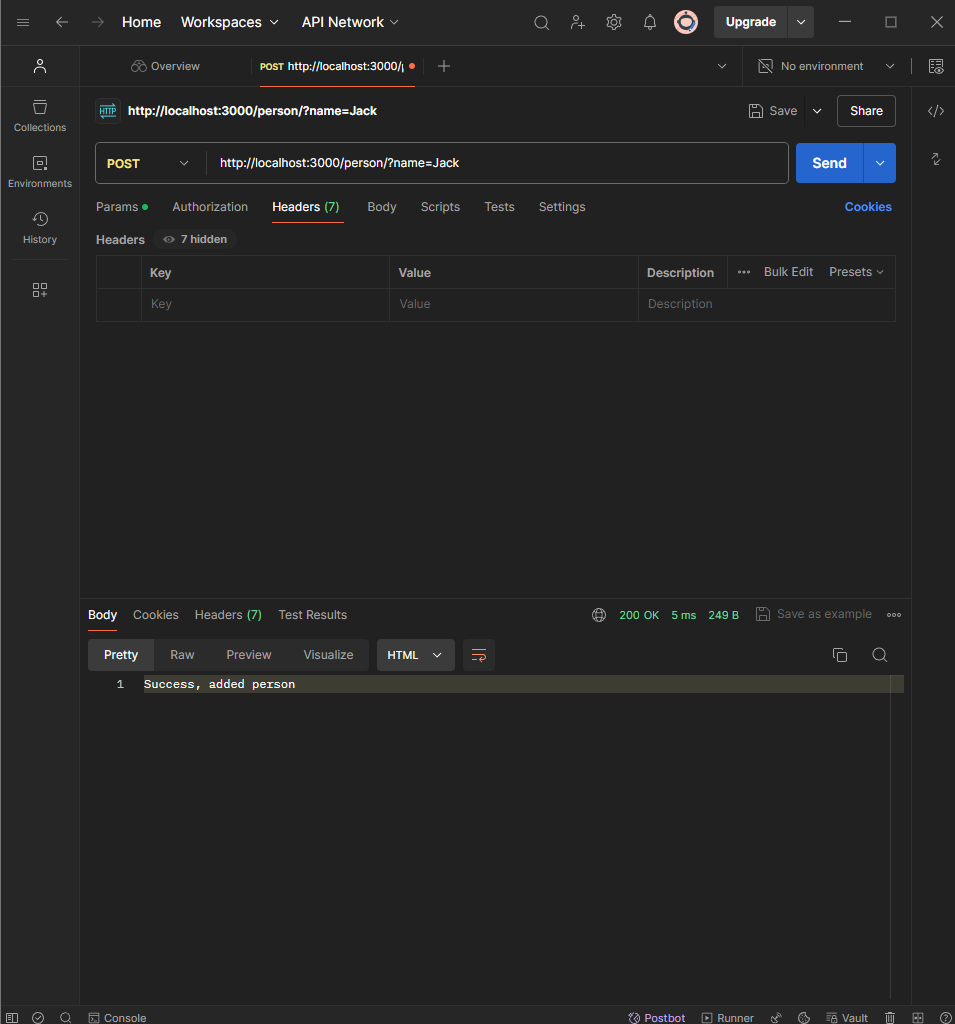 Home Workspaces API Network Upgrade
Overview POST http://localhost:3000/ No environment
HTTP http://localhost:3000/person/?name=Jack Save Share
POST http://localhost:3000/person/?name=Jack Send
Params Authorization Headers (7) Body Scripts Tests Settings Cookies
Headers 7 hidden
Key Value Description Bulk Edit Presets
Key Value Description
Collections
Environments
History
Body Cookies Headers (7) Test Results 200 OK 5 ms 249 B Save as example
Pretty Raw Preview Visualize HTML
1 Success, added person
Console Postbot Runner Vault